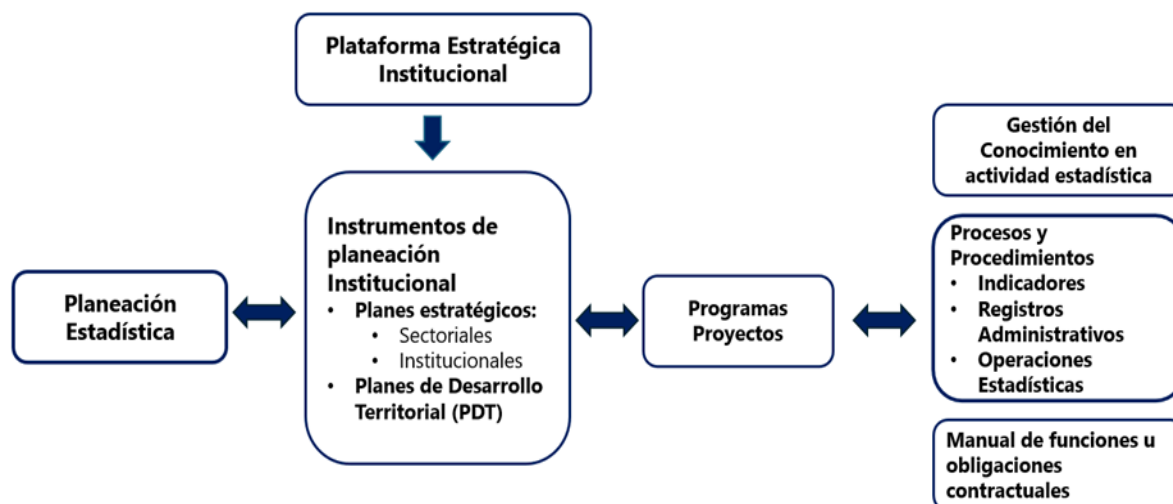 Plataforma Estratégica
Institucional
Gestión del
Conocimiento en
actividad estadística
Instrumentos de
planeación
Institucional
• Planes estratégicos:
• Sectoriales
• Institucionales
• Planes de Desarrollo
Territorial (PDT)
Procesos y
Procedimientos
• Indicadores
• Registros
Administrativos
• Operaciones
Estadísticas
Planeación
Estadística
Programas
Proyectos
Manual de funciones u
obligaciones
contractuales